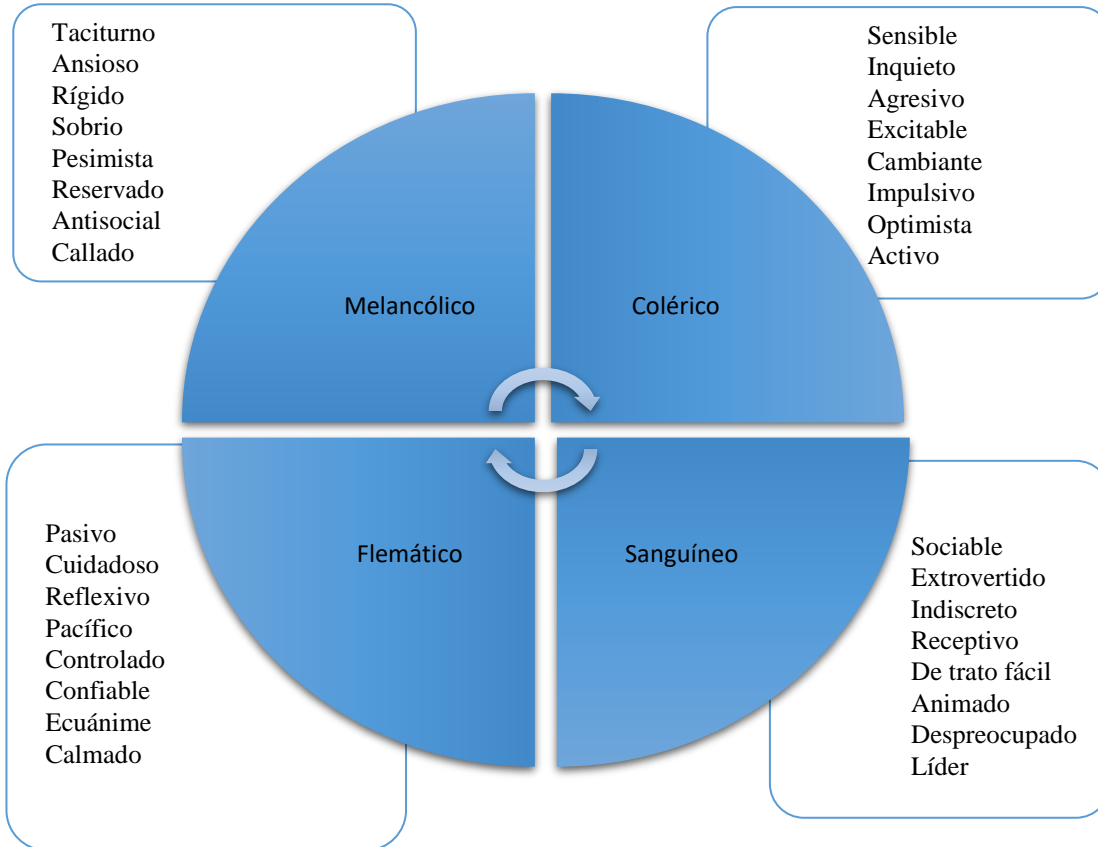 Taciturno
Ansioso
Rígido
Sobrio
Pesimista
Reservado
Antisocial
Callado
Sensible
Inquieto
Agresivo
Excitable
Cambiante
Impulsivo
Optimista
Activo
Melancólico
Colérico
Flemático
Sanguíneo
Pasivo
Cuidadoso
Reflexivo
Pacífico
Controlado
Confiable
Ecuánime
Calmado
Sociable
Extrovertido
Indiscreto
Receptivo
De trato fácil
Animado
Despreocupado
Líder